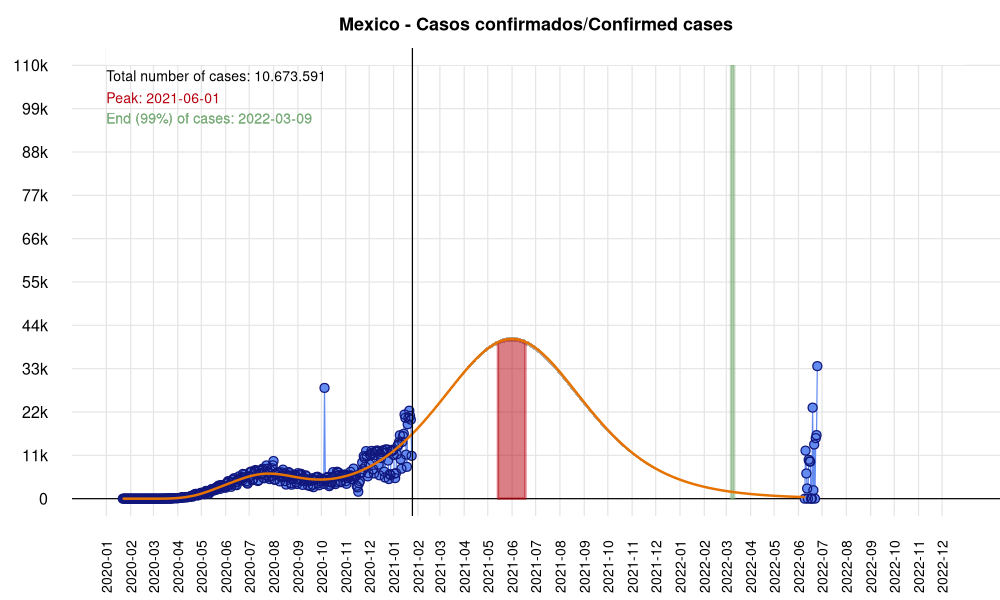 Mexico - Casos confirmados/Confirmed cases
Total number of cases: 10.673.591
Peak: 2021-06-01
End (99%) of cases: 2022-03-09
110k
99k
88k
77k
66k
55k
44k
33k
22k
11k
0
2020-01
2020-02
2020-03
2020-04
2020-05
2020-06
2020-07
2020-08
2020-09
2020-10
2020-11
2020-12
2021-01
2021-02
2021-03
2021-04
2021-05
2021-06
2021-07
2021-08
2021-09
2021-10
2021-11
2021-12
2022-01
2022-02
2022-03
2022-04
2022-05
2022-06
2022-07
2022-08
2022-09
2022-10
2022-11
2022-12